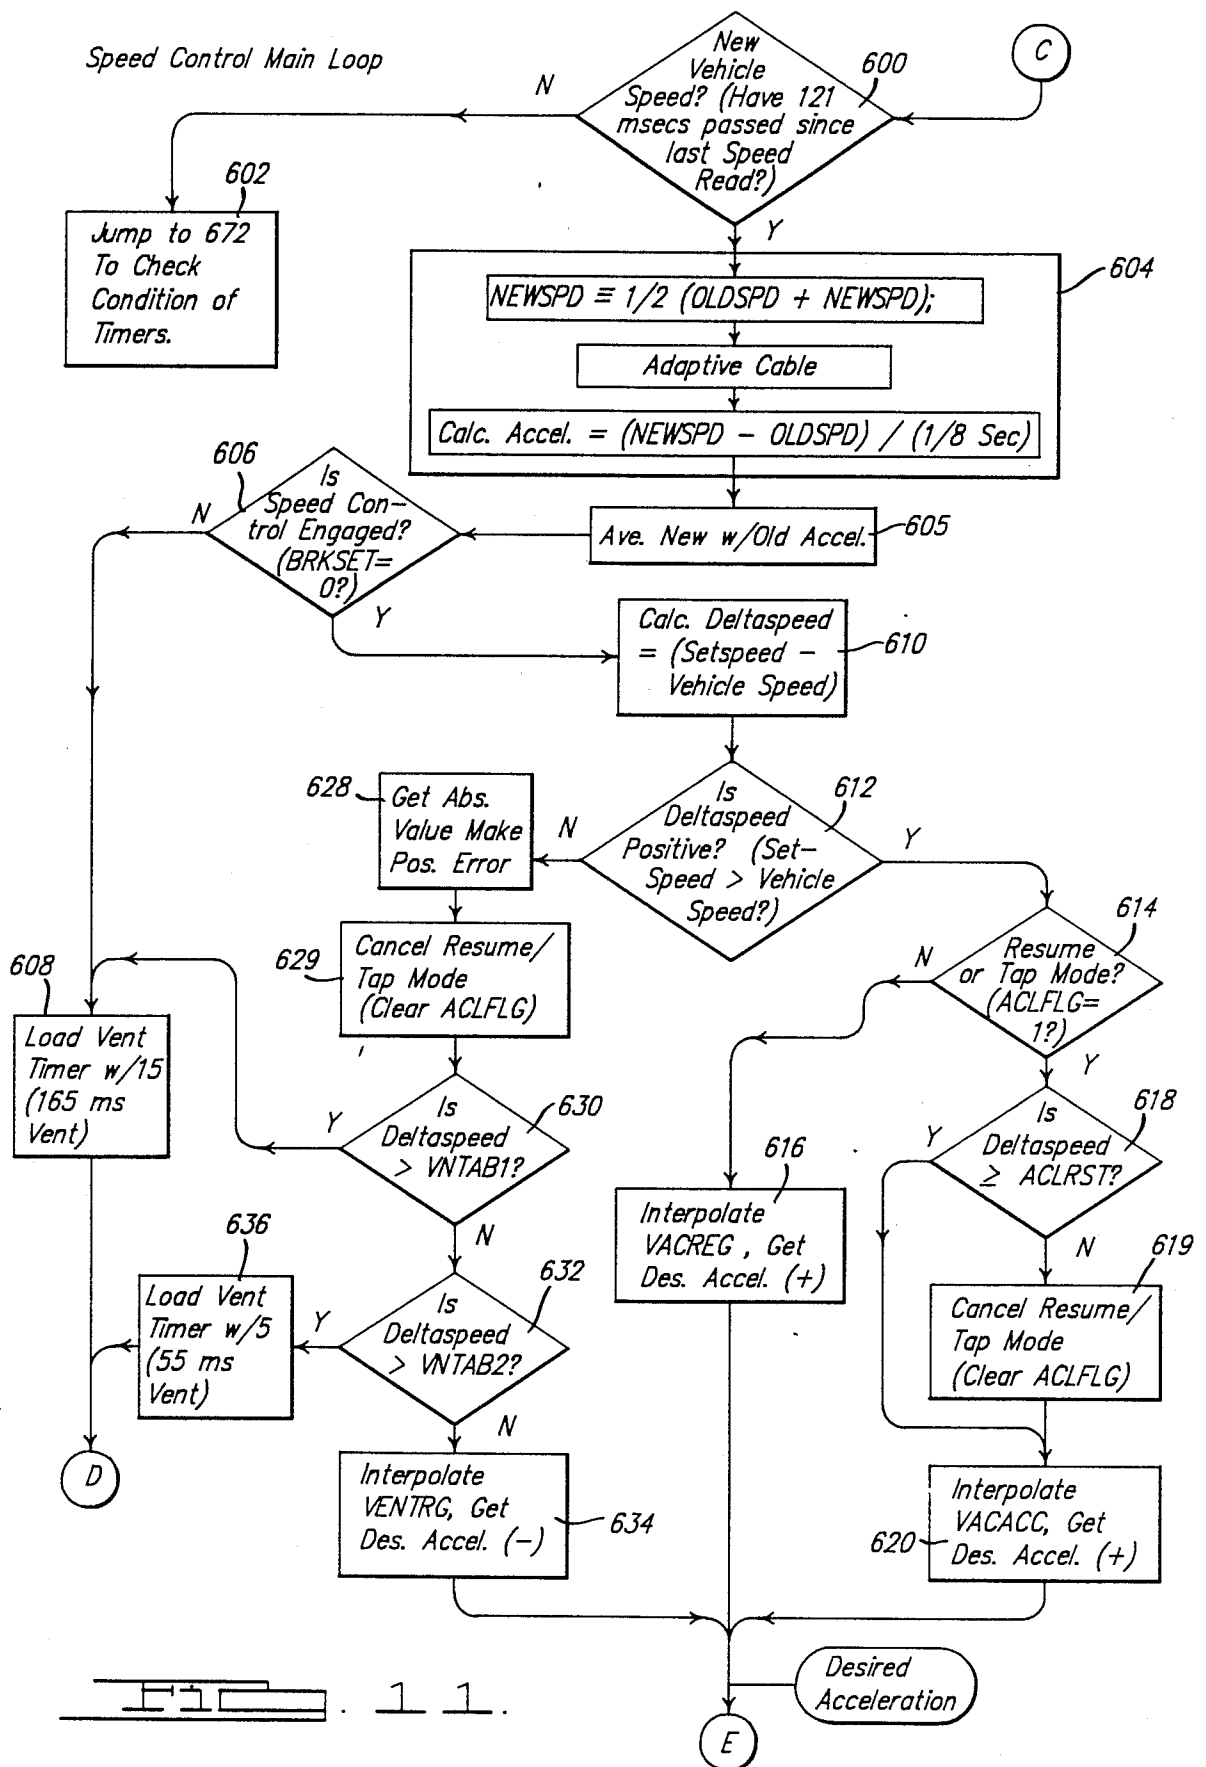 Speed Control Main Loop
New
Vehicle
Speed? (Have 121
msecs passed since
last Speed
Read?)
600
C
N
Y
602
Jump to 672
To Check
Condition of
Timers.
604
NEWSPD ≡ 1/2 (OLDSPD + NEWSPD);
Adaptive Cable
Calc. Accel. = (NEWSPD - OLDSPD) / (1/8 Sec)
605
Ave. New w/Old Accel.
606
Is
Speed Con-
trol Engaged?
(BRKSET=
0?)
N
Y
Calc. Deltaspeed
= (Setspeed -
Vehicle Speed)
610
628
Get Abs.
Value Make
Pos. Error
N
Is
Deltaspeed
Positive? (Set-
Speed > Vehicle
Speed?)
612
Y
629
Cancel Resume/
Tap Mode
(Clear ACLFLG)
614
Resume
or Tap Mode?
(ACLFLG=
1?)
N
Y
608
Load Vent
Timer w/15
(165 ms
Vent)
Y
Is
Deltaspeed
> VNTAB1?
630
N
616
Interpolate
VACREG , Get
Des. Accel. (+)
618
Y
Is
Deltaspeed
≥ ACLRST?
N
619
Cancel Resume/
Tap Mode
(Clear ACLFLG)
636
Load Vent
Timer w/5
(55 ms
Vent)
Y
Is
Deltaspeed
> VNTAB2?
632
N
D
Interpolate
VENTRG, Get
Des. Accel. (-)
634
Interpolate
VACACC, Get
Des. Accel. (+)
620
Desired
Acceleration
E
Fig. 11.